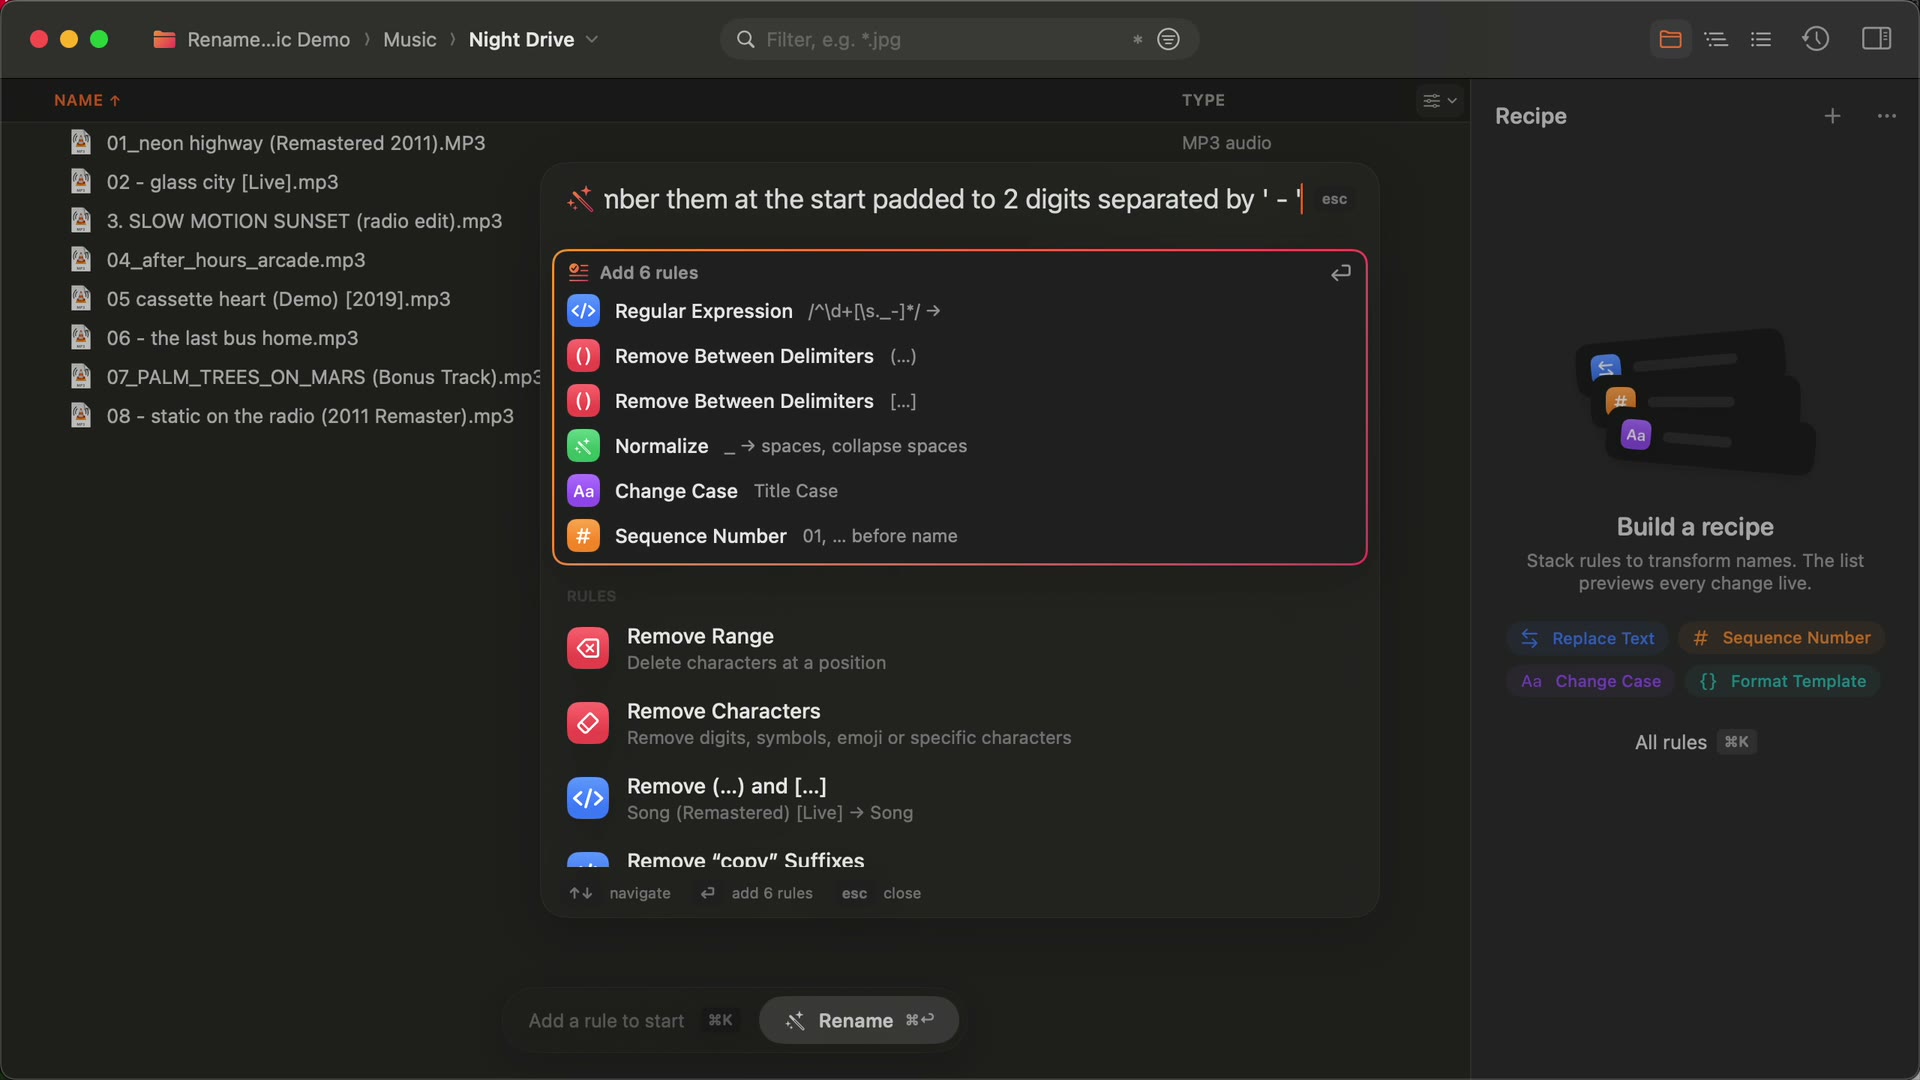 Rename...ic Demo › Music › Night Drive
Filter, e.g. *.jpg
*
NAME ↑
TYPE
01_neon highway (Remastered 2011).MP3
MP3 audio
02 - glass city [Live].mp3
3. SLOW MOTION SUNSET (radio edit).mp3
04_after_hours_arcade.mp3
05 cassette heart (Demo) [2019].mp3
06 - the last bus home.mp3
07_PALM_TREES_ON_MARS (Bonus Track).mp3
08 - static on the radio (2011 Remaster).mp3
nber them at the start padded to 2 digits separated by ' - '
esc
Add 6 rules
Regular Expression /^\d+[\s._-]*/ →
() Remove Between Delimiters (...)
() Remove Between Delimiters [...]
Normalize _ → spaces, collapse spaces
Aa Change Case Title Case
# Sequence Number 01, ... before name
RULES
Remove Range
Delete characters at a position
Remove Characters
Remove digits, symbols, emoji or specific characters
</> Remove (...) and [...]
Song (Remastered) [Live] → Song
Remove “copy” Suffixes
↑↓ navigate ↵ add 6 rules esc close
Add a rule to start ⌘K
Rename ⌘↵
Recipe
#
Aa
Build a recipe
Stack rules to transform names. The list
previews every change live.
Replace Text
# Sequence Number
Aa Change Case
{} Format Template
All rules ⌘K